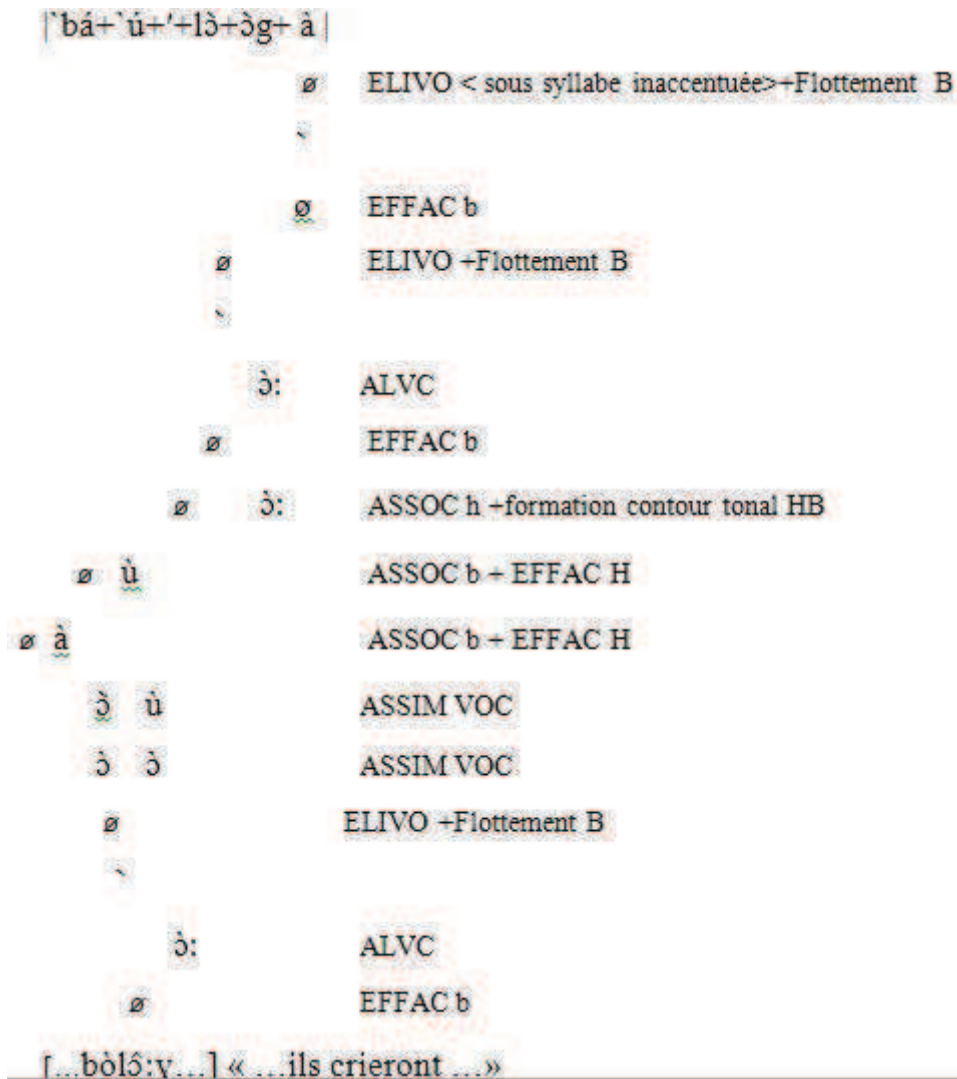 |`bá+`ú+′+lɔ̀+ɔ̀g+ à |
ø ELIVO < sous syllabe inaccentuée>+Flottement B
`
ø EFFAC b
ø ELIVO +Flottement B
`
ɔ̀: ALVC
ø EFFAC b
ø ɔ̀: ASSOC h +formation contour tonal HB
ø ù ASSOC b + EFFAC H
ø à ASSOC b + EFFAC H
ɔ̀ ù ASSIM VOC
ɔ̀ ɔ̀ ASSIM VOC
ø ELIVO +Flottement B
`
ɔ̀: ALVC
ø EFFAC b
[...bòlɔ̂:y...] « ...ils crieront ...»